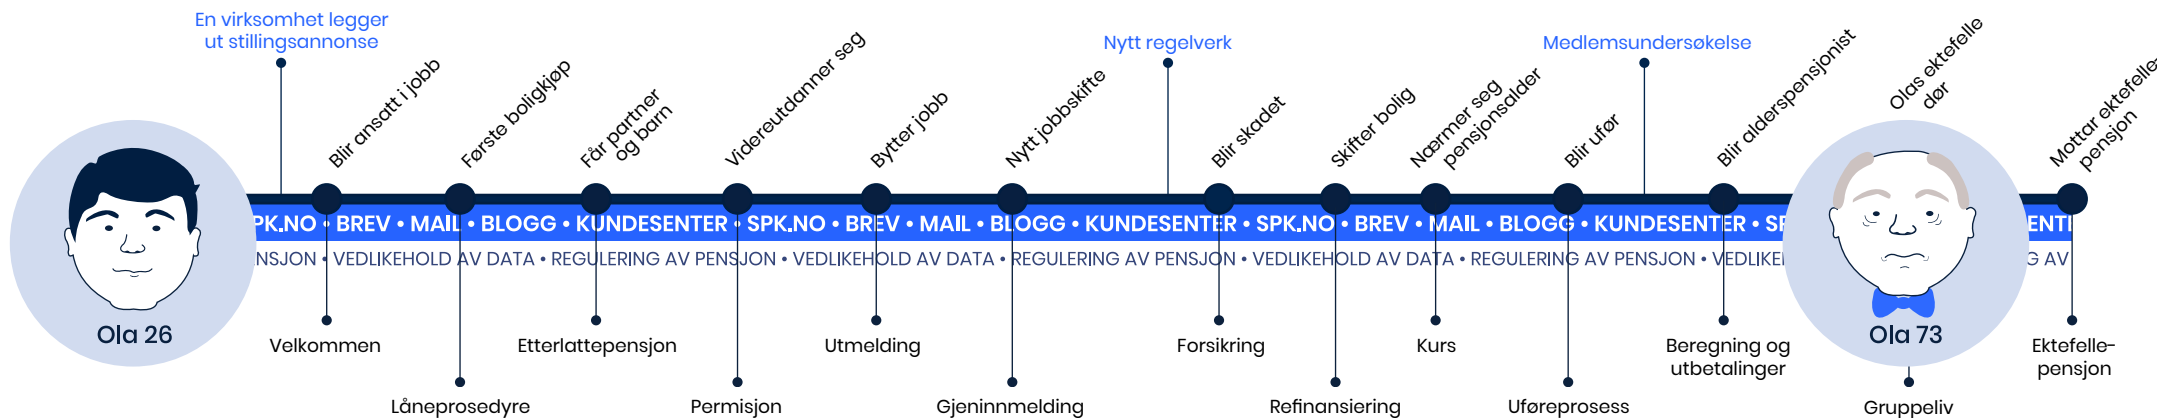 En virksomhet legger
ut stillingsannonse
Nytt regelverk
Medlemsundersøkelse
Blir ansatt i jobb
Første boligkjøp
Får partner
og barn
Videreutdanner seg
Bytter jobb
Nytt jobbskifte
Blir skadet
Skifter bolig
Nærmer seg
pensjonsalder
Blir ufør
Blir alderspensjonist
Olas ektefelle
dør
Mottar ektefelle-
pensjon
PK.NO • BREV • MAIL • BLOGG • KUNDESENTER • SPK.NO • BREV • MAIL • BLOGG • KUNDESENTER • SPK.NO • BREV • MAIL • BLOGG • KUNDESENTER • SP ENTE
NSJON • VEDLIKEHOLD AV DATA • REGULERING AV PENSJON • VEDLIKEHOLD AV DATA • REGULERING AV PENSJON • VEDLIKEHOLD AV DATA • REGULERING AV PENSJON • VEDLIKE G AV
Ola 26
Ola 73
Velkommen
Låneprosedyre
Etterlattepensjon
Permisjon
Utmelding
Gjeninnmelding
Forsikring
Refinansiering
Kurs
Uføreprosess
Beregning og
utbetalinger
Gruppeliv
Ektefelle-
pensjon